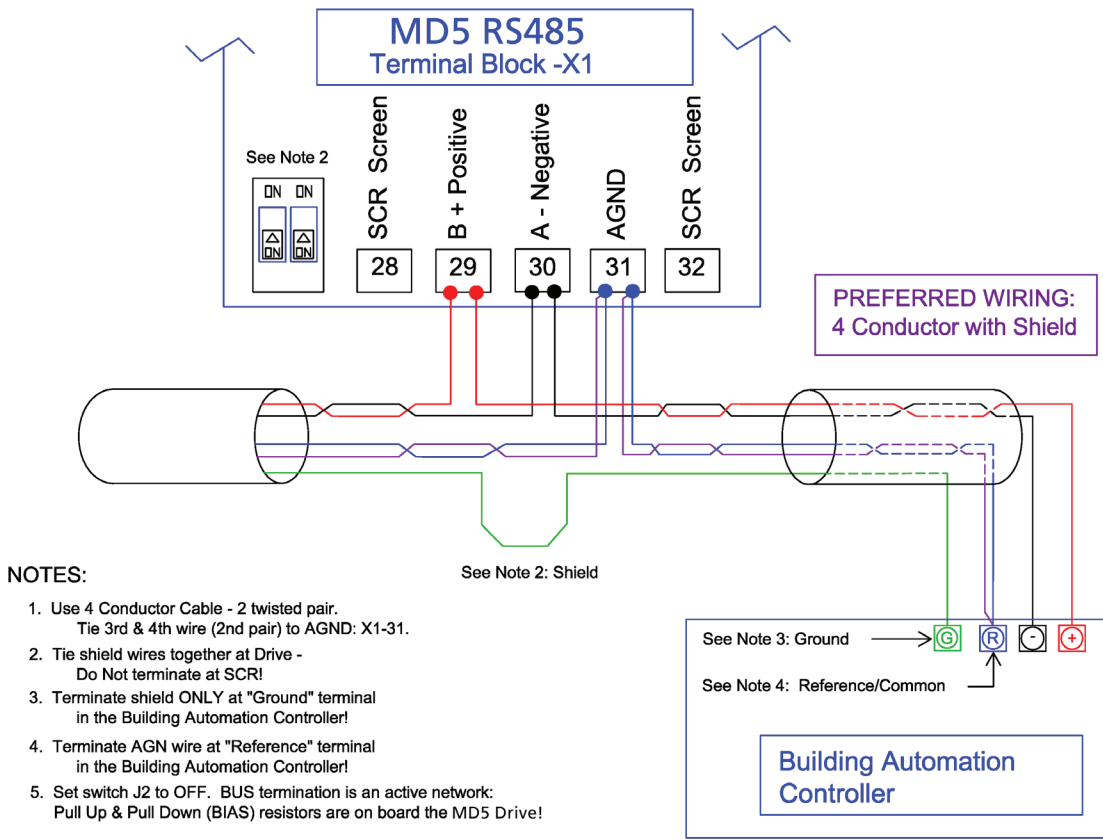 MD5 RS485
Terminal Block -X1
See Note 2
ON ON
ON ON
SCR Screen
B + Positive
A - Negative
AGND
SCR Screen
28
29
30
31
32
PREFERRED WIRING:
4 Conductor with Shield
See Note 2: Shield
NOTES:
1. Use 4 Conductor Cable - 2 twisted pair.
Tie 3rd & 4th wire (2nd pair) to AGND: X1-31.
2. Tie shield wires together at Drive -
Do Not terminate at SCR!
3. Terminate shield ONLY at "Ground" terminal
in the Building Automation Controller!
4. Terminate AGN wire at "Reference" terminal
in the Building Automation Controller!
5. Set switch J2 to OFF. BUS termination is an active network:
Pull Up & Pull Down (BIAS) resistors are on board the MD5 Drive!
See Note 3: Ground
G R - +
See Note 4: Reference/Common
Building Automation
Controller